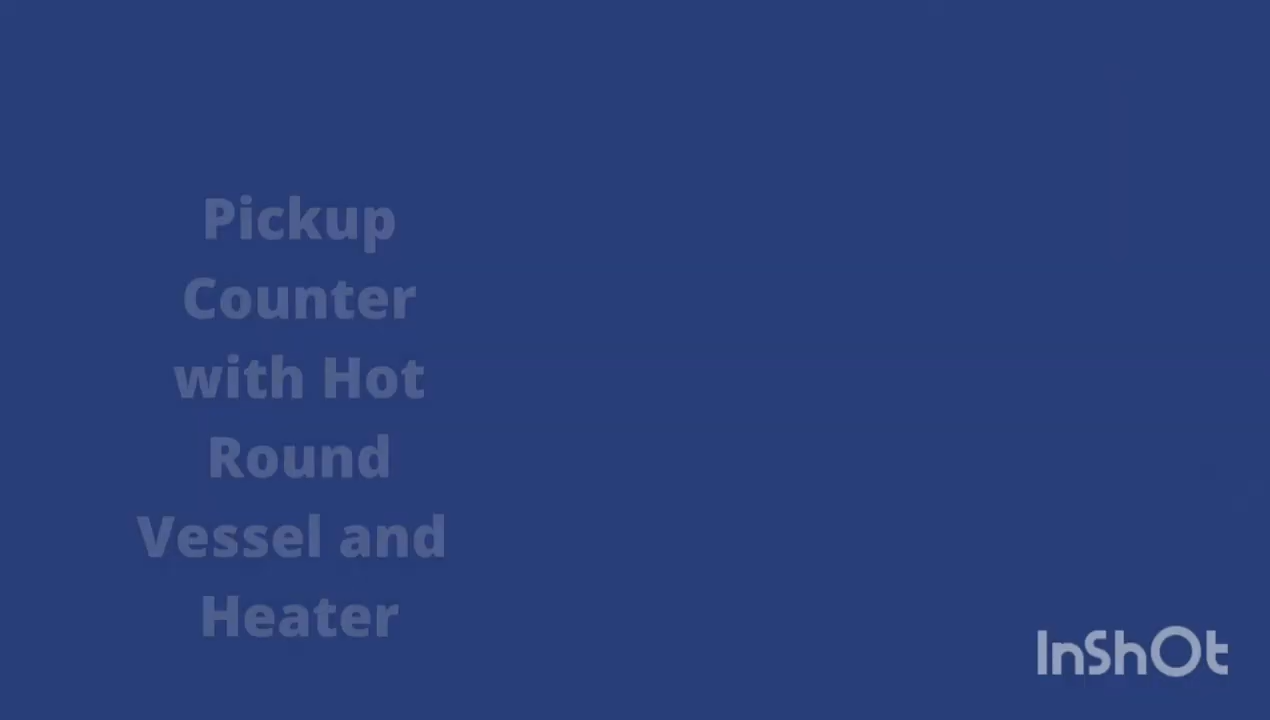 Pickup
Counter
with Hot
Round
Vessel and
Heater
InShOt